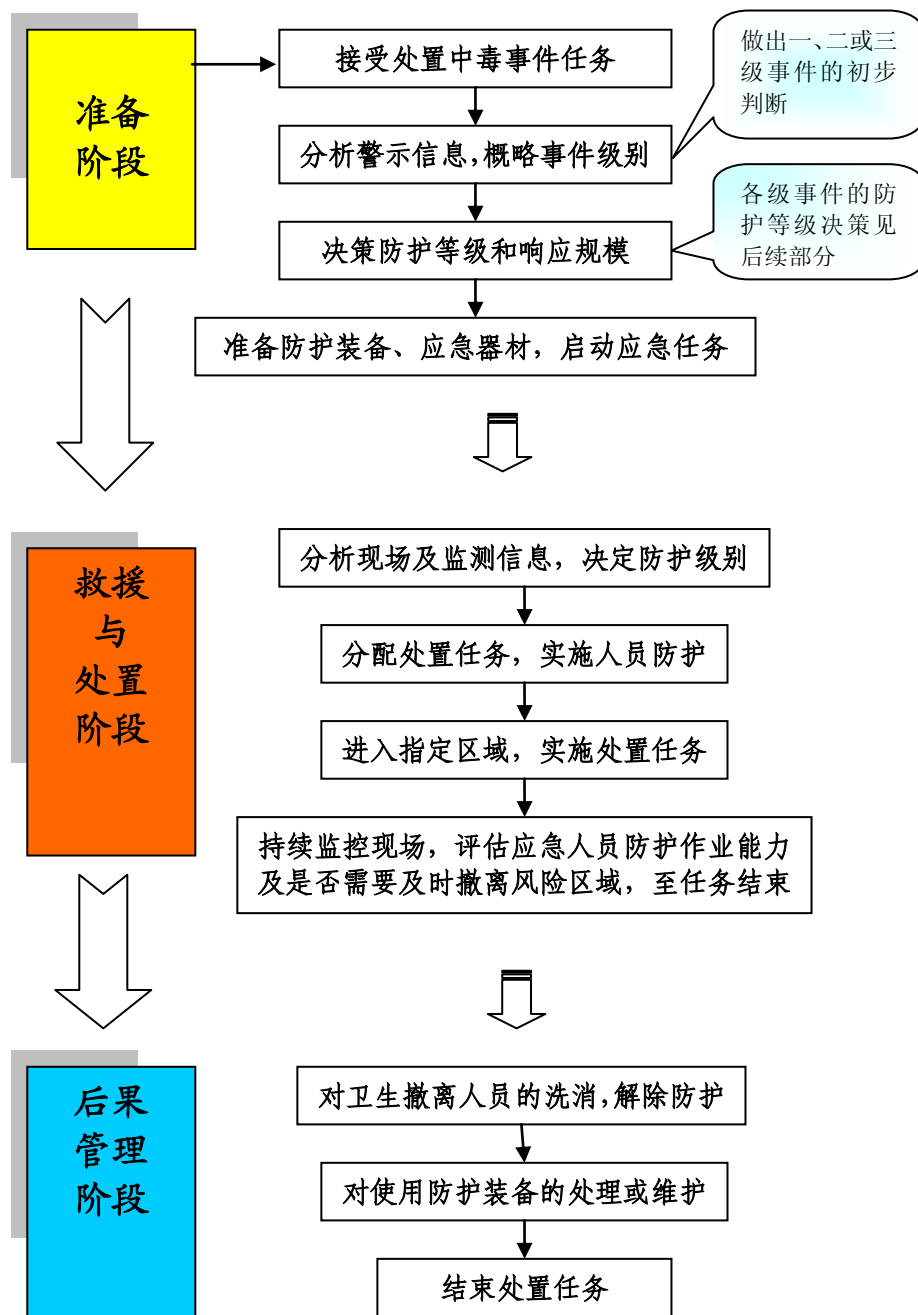 准备
阶段
接受处置中毒事件任务
做出一、二或三
级事件的初步
判断
分析警示信息,概略事件级别
各级事件的防
护等级决策见
后续部分
决策防护等级和响应规模
准备防护装备、应急器材，启动应急任务
救援
与
处置
阶段
分析现场及监测信息，决定防护级别
分配处置任务，实施人员防护
进入指定区域，实施处置任务
持续监控现场，评估应急人员防护作业能力
及是否需要及时撤离风险区域，至任务结束
后果
管理
阶段
对卫生撤离人员的洗消,解除防护
对使用防护装备的处理或维护
结束处置任务